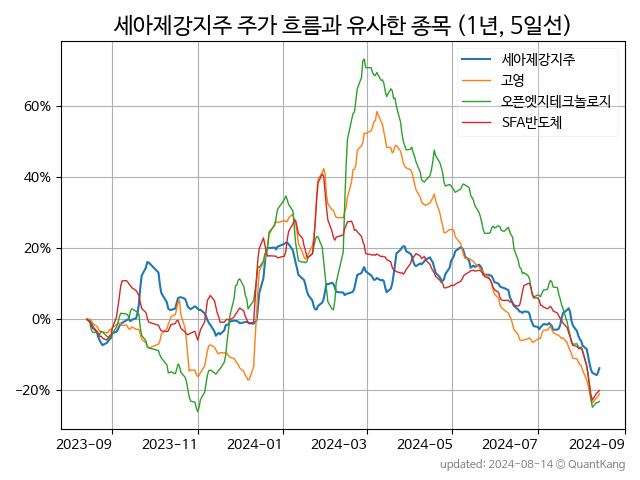 세아제강지주 주가 흐름과 유사한 종목 (1년, 5일선)
세아제강지주
고영
오픈엣지테크놀로지
SFA반도체
60%
40%
20%
0%
−20%
2023-09 2023-11 2024-01 2024-03 2024-05 2024-07 2024-09
updated: 2024-08-14 © QuantKang